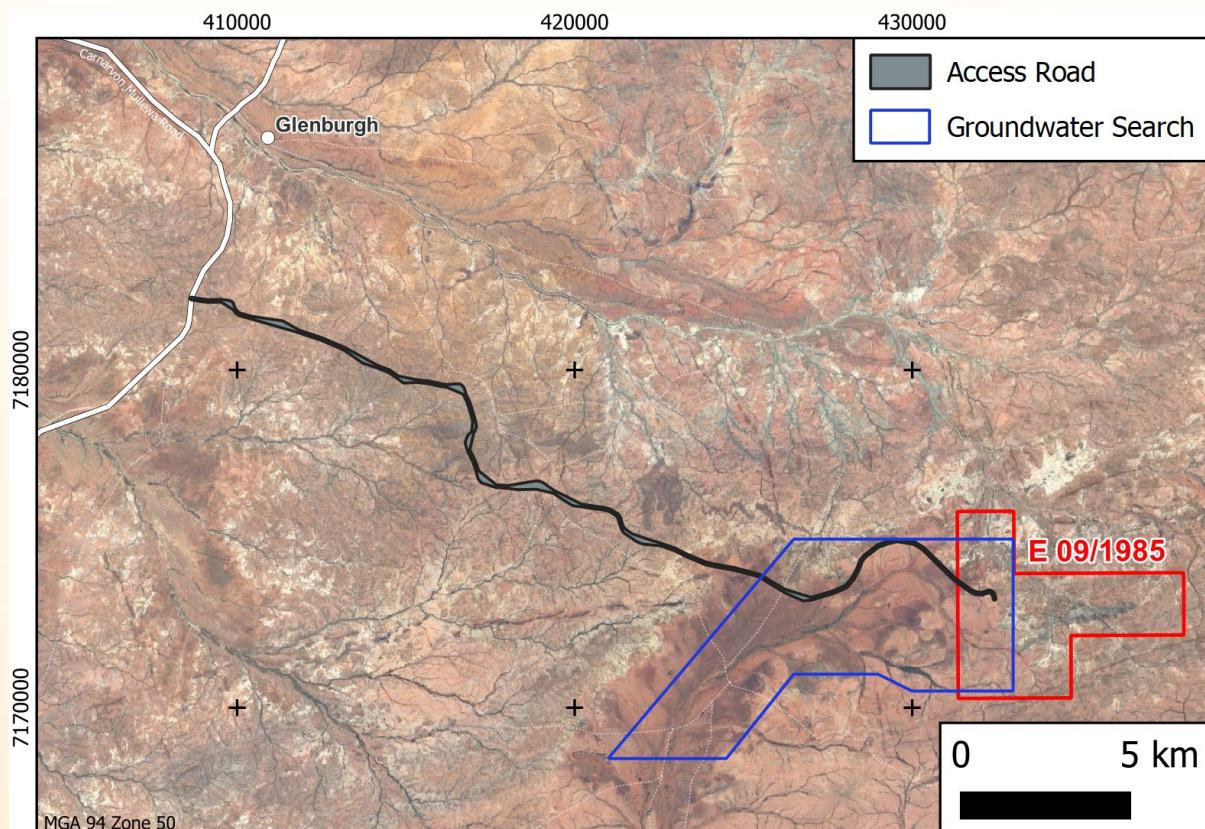 410000
420000
430000
Access Road
Groundwater Search
Carnarvon Mullewa Road
Glenburgh
7180000
E 09/1985
7170000
0
5 km
MGA 94 Zone 50